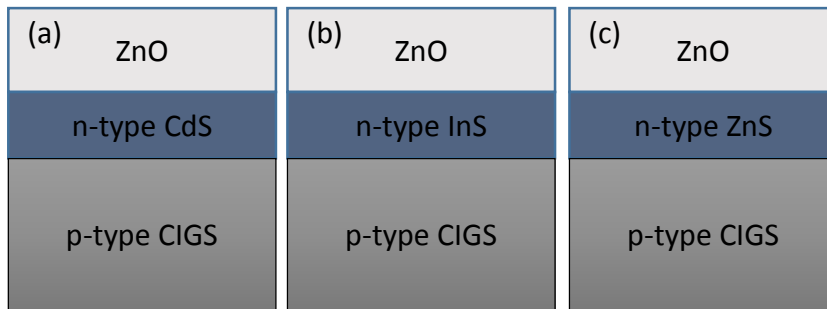 (a) ZnO
n-type CdS
p-type CIGS
(b) ZnO
n-type InS
p-type CIGS
(c) ZnO
n-type ZnS
p-type CIGS